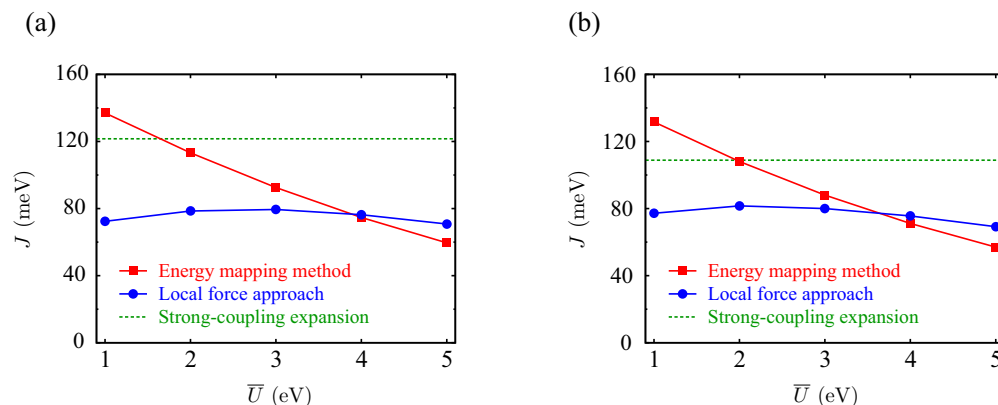 (a)
160
120
80
40
0
J (meV)
Energy mapping method
Local force approach
Strong-coupling expansion
1 2 3 4 5
U̅ (eV)
(b)
160
120
80
40
0
J (meV)
Energy mapping method
Local force approach
Strong-coupling expansion
1 2 3 4 5
U̅ (eV)